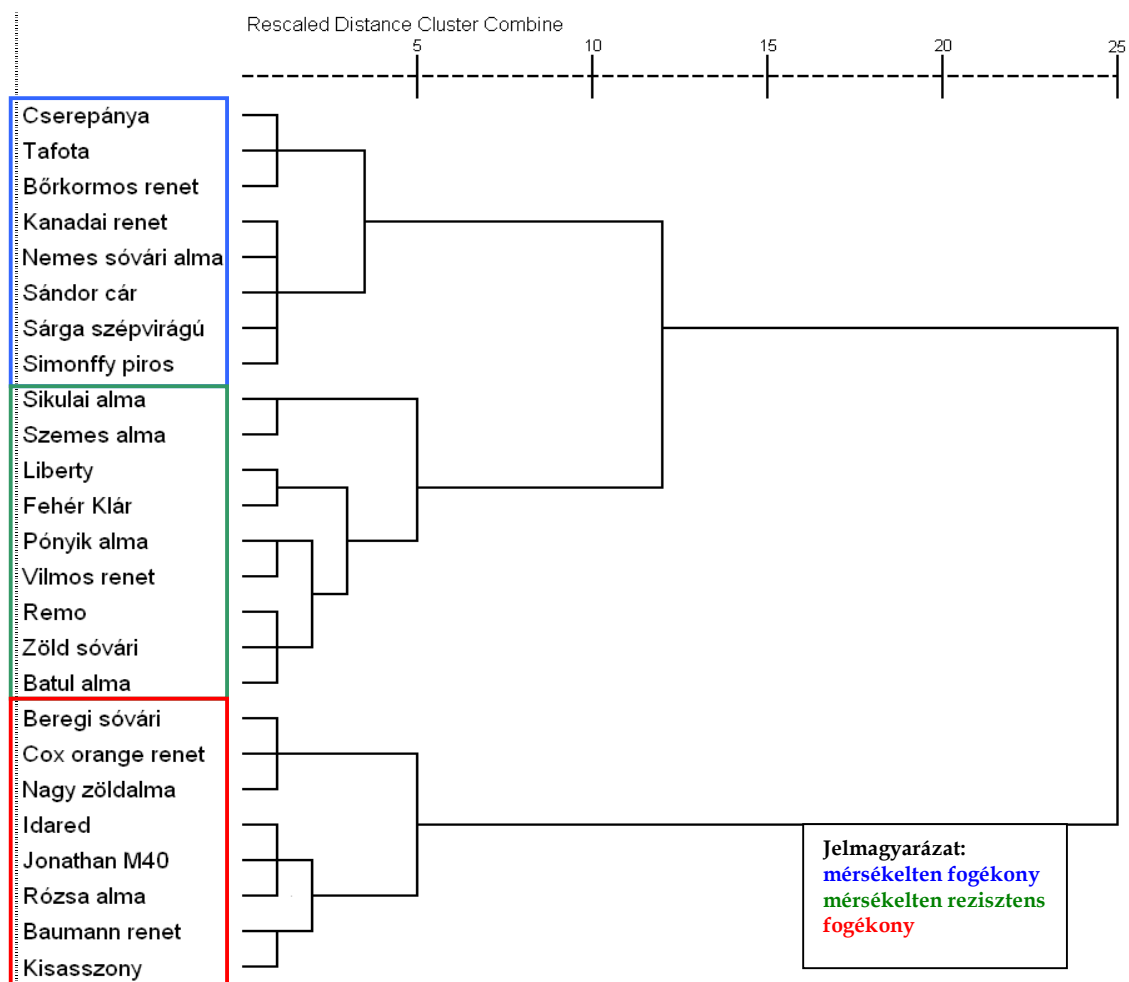 Rescaled Distance Cluster Combine
5 10 15 20 25
Cserepánya
Tafota
Bőrkormos renet
Kanadai renet
Nemes sóvári alma
Sándor cár
Sárga szépvirágú
Simonffy piros
Sikulai alma
Szemes alma
Liberty
Fehér Klár
Pónyik alma
Vilmos renet
Remo
Zöld sóvári
Batul alma
Beregi sóvári
Cox orange renet
Nagy zöldalma
Idared
Jonathan M40
Rózsa alma
Baumann renet
Kisasszony
Jelmagyarázat:
mérsékelten fogékony
mérsékelten rezisztens
fogékony